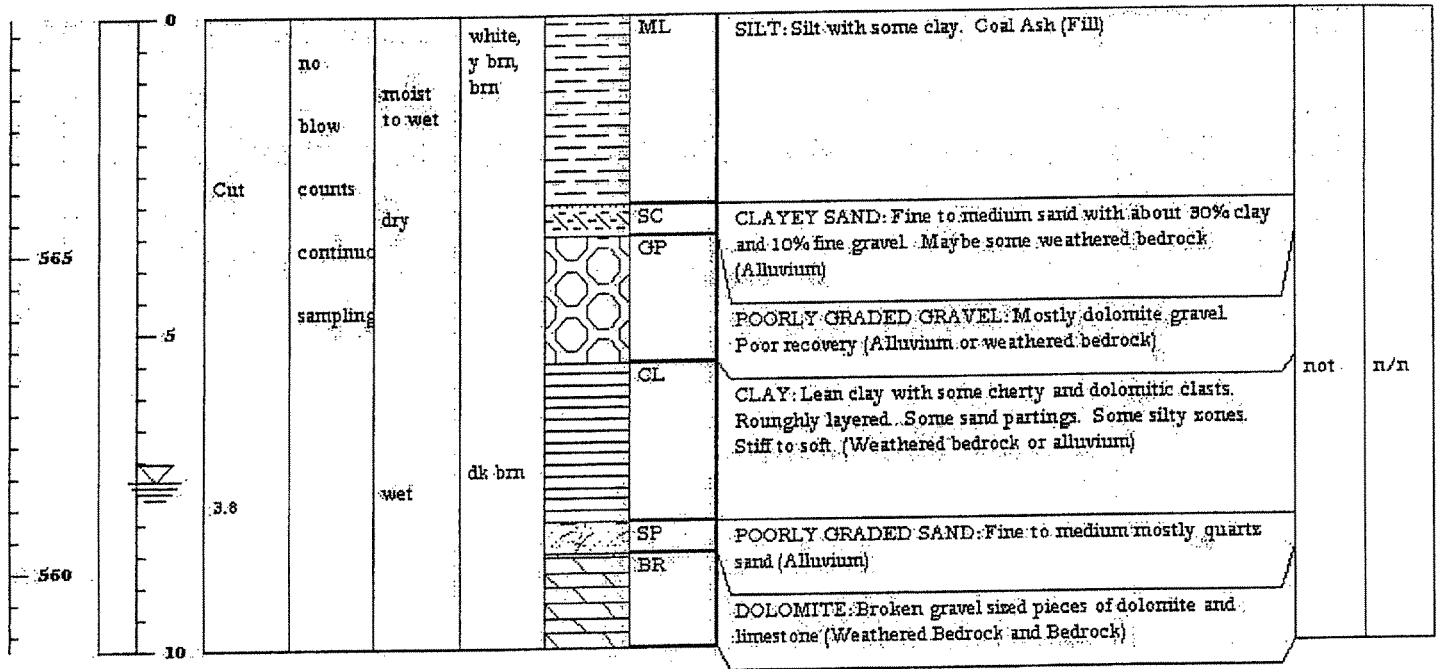 0
565
5
560
10
Cut
3.8
no
blow
counts
continuo
sampling
moist
to wet
dry
wet
white,
y brn,
brn
dk brn
ML
SC
GP
CL
SP
BR
SILT: Silt with some clay. Coal Ash (Fill)
CLAYEY SAND: Fine to medium sand with about 30% clay
and 10% fine gravel. Maybe some weathered bedrock
(Alluvium)
POORLY GRADED GRAVEL: Mostly dolomite gravel.
Poor recovery (Alluvium or weathered bedrock)
CLAY: Lean clay with some cherty and dolomitic clasts.
Rounghly layered. Some sand partings. Some silty zones.
Stiff to soft. (Weathered bedrock or alluvium)
POORLY GRADED SAND: Fine to medium mostly quartz
sand (Alluvium)
DOLOMITE: Broken gravel sized pieces of dolomite and
limestone (Weathered Bedrock and Bedrock)
not
n/n